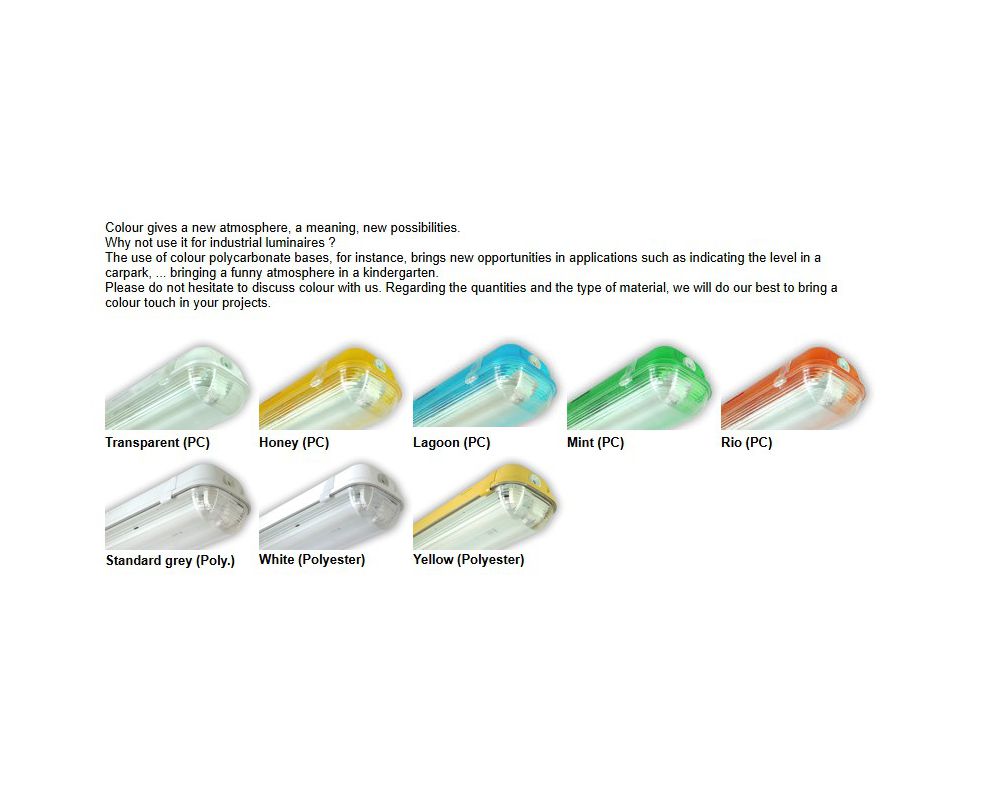 Colour gives a new atmosphere, a meaning, new possibilities.
Why not use it for industrial luminaires ?
The use of colour polycarbonate bases, for instance, brings new opportunities in applications such as indicating the level in a
carpark, ... bringing a funny atmosphere in a kindergarten.
Please do not hesitate to discuss colour with us. Regarding the quantities and the type of material, we will do our best to bring a
colour touch in your projects.
Transparent (PC) Honey (PC) Lagoon (PC) Mint (PC) Rio (PC)
Standard grey (Poly.) White (Polyester) Yellow (Polyester)